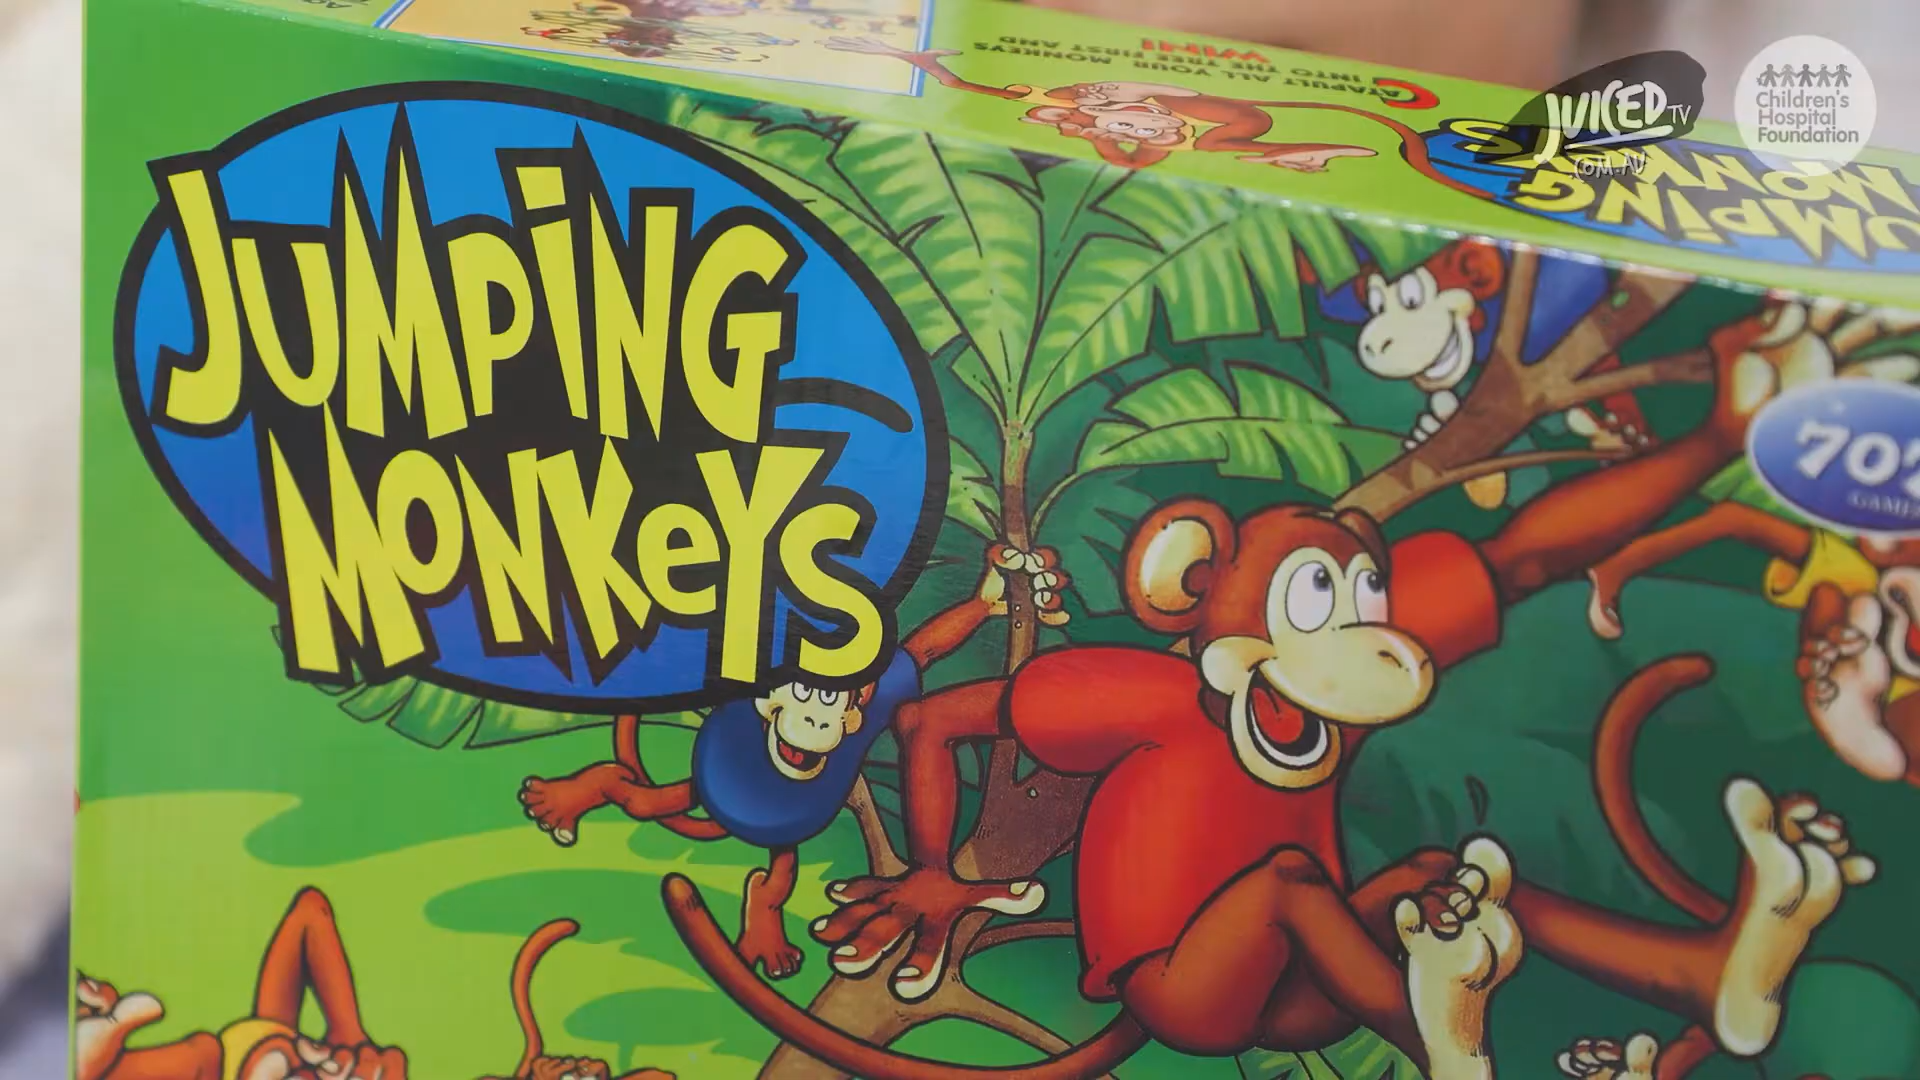 JUMPiNG
MONKeYS
CATAPULT ALL YOUR MONKEYS
INTO THE TREE FIRST AND
WIN!
JUMPING
MONKEYS
JUICED TV
.COM.AU
Children's
Hospital
Foundation